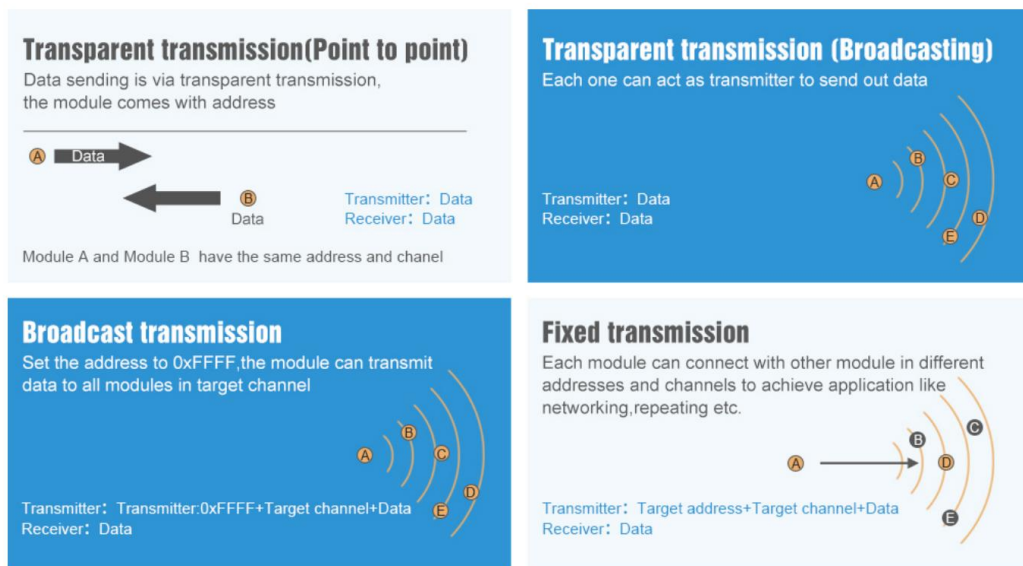 Transparent transmission(Point to point)
Data sending is via transparent transmission,
the module comes with address
A Data
B
Data
Transmitter: Data
Receiver: Data
Module A and Module B have the same address and chanel
Transparent transmission (Broadcasting)
Each one can act as transmitter to send out data
B
A C
D
E
Transmitter: Data
Receiver: Data
Broadcast transmission
Set the address to 0xFFFF,the module can transmit
data to all modules in target channel
B
A C
D
E
Transmitter: Transmitter:0xFFFF+Target channel+Data
Receiver: Data
Fixed transmission
Each module can connect with other module in different
addresses and channels to achieve application like
networking,repeating etc.
C
B
A D
E
Transmitter: Target address+Target channel+Data
Receiver: Data